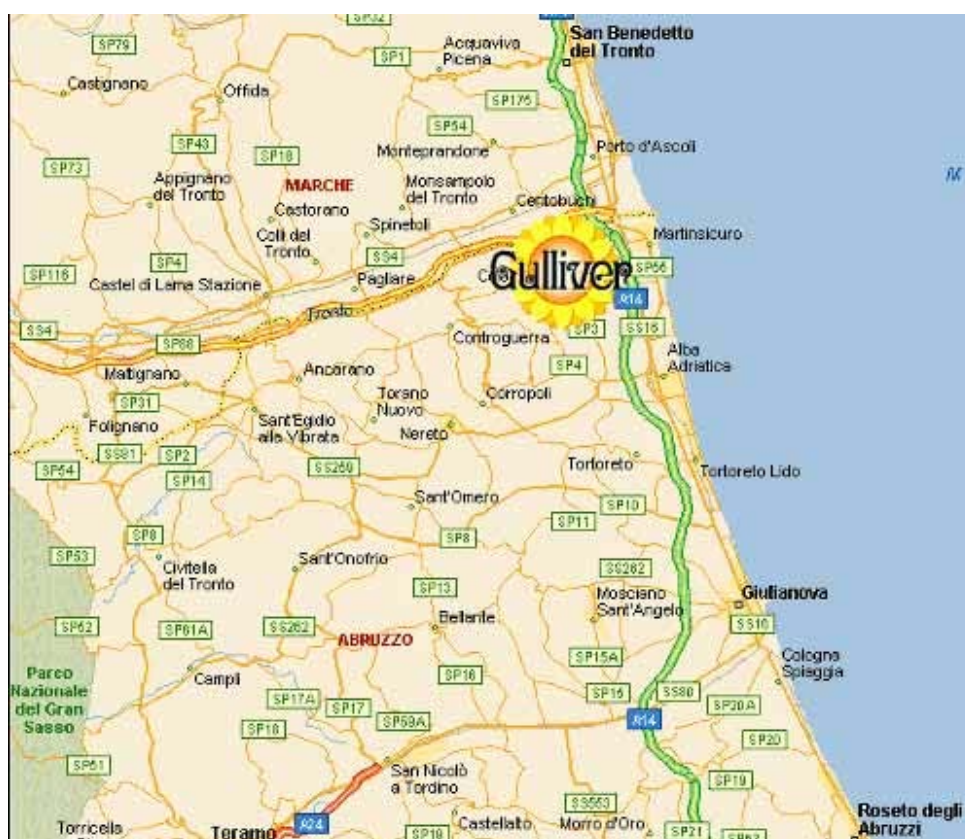 SP32
San Benedetto
del Tronto
SP79
Acquaviva
Picena
SP1
Castignano
Offida
SP175
SP54
SP43
Monteprandone
Porto d'Ascoli
SP18
SP73
Appignano
del Tronto
MARCHE
Monsampolo
del Tronto
M
Castorano
Centobuchi
Colli del
Tronto
Spinetoli
Martinsicuro
SP4
SS4
SP116
Castel di Lama Stazione
Pagliare
Gulliver
SP56
A14
Tronto
SS4
SP88
Controguerra
SP3
SS16
Ancarano
SP4
Alba
Adriatica
Maltignano
SP31
Torano
Nuovo
Corropoli
Folignano
Sant'Egidio
alla Vibrata
Nereto
SS81
SP2
SP54
SP14
SS259
Tortoreto
Tortoreto Lido
Sant'Omero
SP10
SP11
SP8
SP8
SP53
Civitella
del Tronto
Sant'Onofrio
SS262
SP13
Mosciano
Sant'Angelo
Giulianova
SP52
SP61A
SS262
Bellante
SS16
ABRUZZO
SP15A
Cologna
Spiaggia
Parco
Nazionale
del Gran
Sasso
Campli
SP16
SP17A
SP17
SP15
SS80
SP20A
SP18
SP59A
A14
SP20
SP51
San Nicolò
a Tordino
SP19
SS553
Roseto degli
Abruzzi
Torricella
Teramo
A24
SP19
Castellalto
Morro d'Oro
SP21